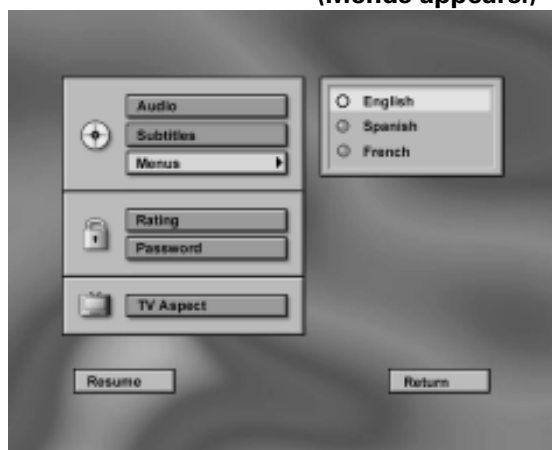 (Menus appears.)
Audio
Subtitles
Menus
Rating
Password
TV Aspect
English
Spanish
French
Resume
Return